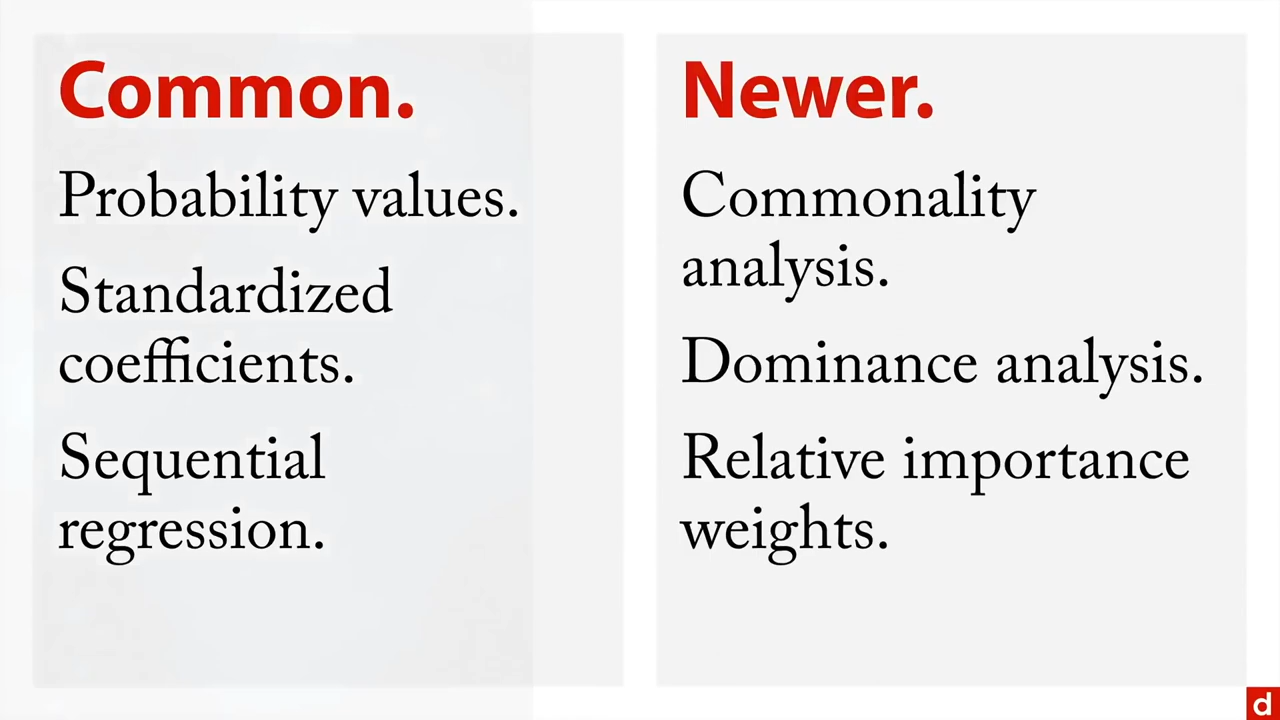 Common.
Probability values.
Standardized
coefficients.
Sequential
regression.
Newer.
Commonality
analysis.
Dominance analysis.
Relative importance
weights.
d